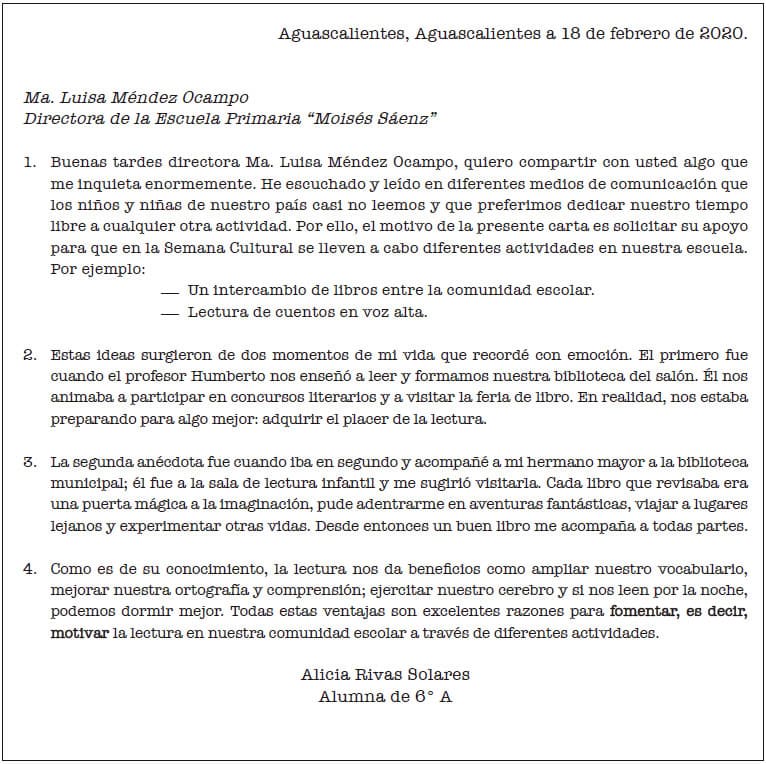 Aguascalientes, Aguascalientes a 18 de febrero de 2020.
Ma. Luisa Méndez Ocampo
Directora de la Escuela Primaria “Moisés Sáenz”
1. Buenas tardes directora Ma. Luisa Méndez Ocampo, quiero compartir con usted algo que
me inquieta enormemente. He escuchado y leído en diferentes medios de comunicación que
los niños y niñas de nuestro país casi no leemos y que preferimos dedicar nuestro tiempo
libre a cualquier otra actividad. Por ello, el motivo de la presente carta es solicitar su apoyo
para que en la Semana Cultural se lleven a cabo diferentes actividades en nuestra escuela.
Por ejemplo:
— Un intercambio de libros entre la comunidad escolar.
— Lectura de cuentos en voz alta.
2. Estas ideas surgieron de dos momentos de mi vida que recordé con emoción. El primero fue
cuando el profesor Humberto nos enseñó a leer y formamos nuestra biblioteca del salón. Él nos
animaba a participar en concursos literarios y a visitar la feria de libro. En realidad, nos estaba
preparando para algo mejor: adquirir el placer de la lectura.
3. La segunda anécdota fue cuando iba en segundo y acompañé a mi hermano mayor a la biblioteca
municipal; él fue a la sala de lectura infantil y me sugirió visitarla. Cada libro que revisaba era
una puerta mágica a la imaginación, pude adentrarme en aventuras fantásticas, viajar a lugares
lejanos y experimentar otras vidas. Desde entonces un buen libro me acompaña a todas partes.
4. Como es de su conocimiento, la lectura nos da beneficios como ampliar nuestro vocabulario,
mejorar nuestra ortografía y comprensión; ejercitar nuestro cerebro y si nos leen por la noche,
podemos dormir mejor. Todas estas ventajas son excelentes razones para fomentar, es decir,
motivar la lectura en nuestra comunidad escolar a través de diferentes actividades.
Alicia Rivas Solares
Alumna de 6° A